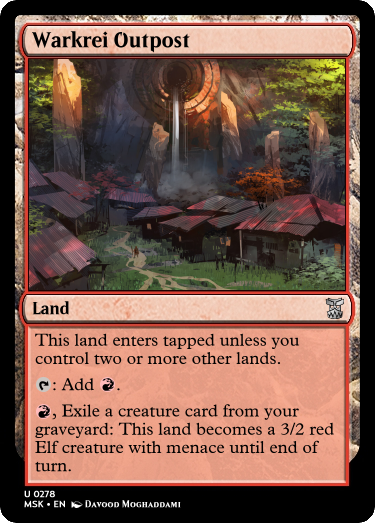 Warkrei Outpost
Land
This land enters tapped unless you
control two or more other lands.
: Add .
, Exile a creature card from your
graveyard: This land becomes a 3/2 red
Elf creature with menace until end of
turn.
U 0278
MSK • EN Davood Moghaddami